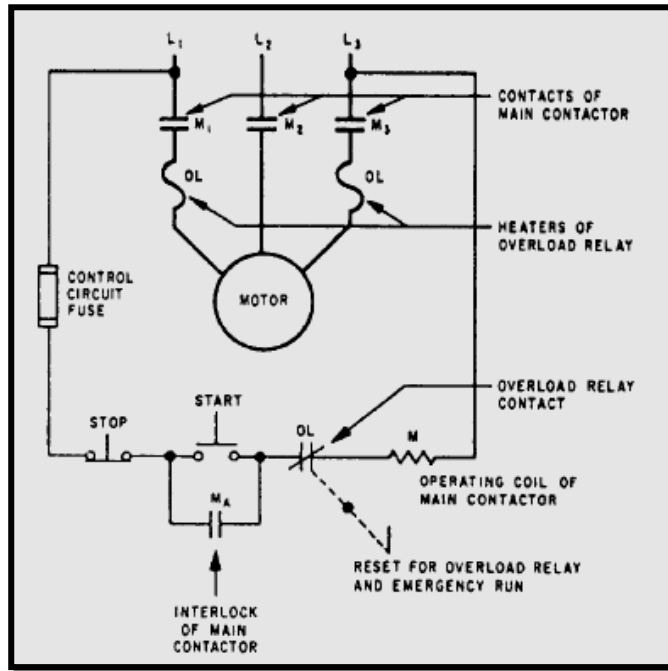 L1 L2 L3
CONTACTS OF
MAIN CONTACTOR
M1 M2 M3
OL OL
HEATERS OF
OVERLOAD RELAY
CONTROL
CIRCUIT
FUSE
MOTOR
OVERLOAD RELAY
CONTACT
START
STOP
OL
M
OPERATING COIL OF
MAIN CONTACTOR
MA
RESET FOR OVERLOAD RELAY
AND EMERGENCY RUN
INTERLOCK
OF MAIN
CONTACTOR